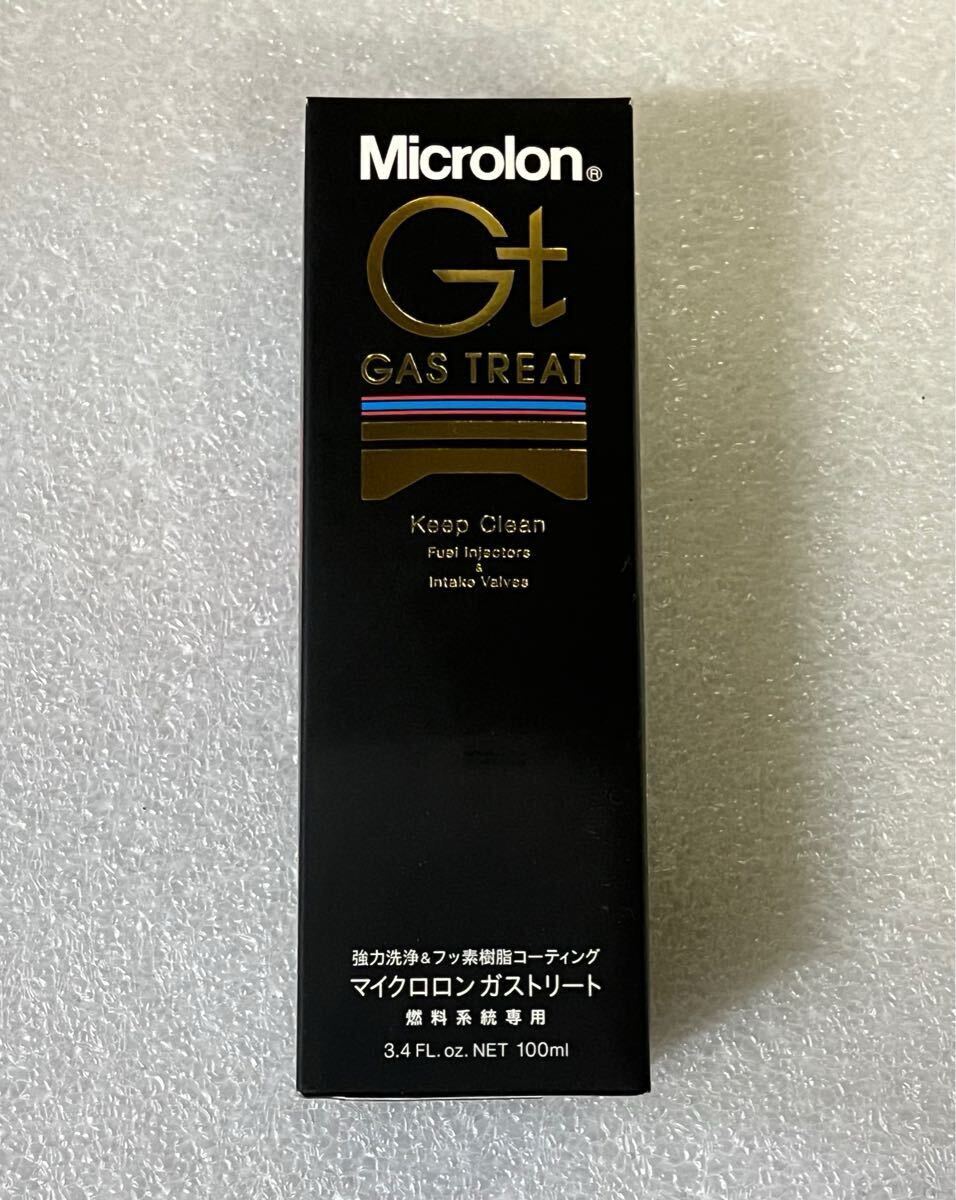 Microlon®
Gt
GAS TREAT
Keep Clean
Fuel Injectors
&
Intake Valves
強力洗浄&フッ素樹脂コーティング
マイクロロン ガストリート
燃料系統専用
3.4 FL. oz. NET 100ml